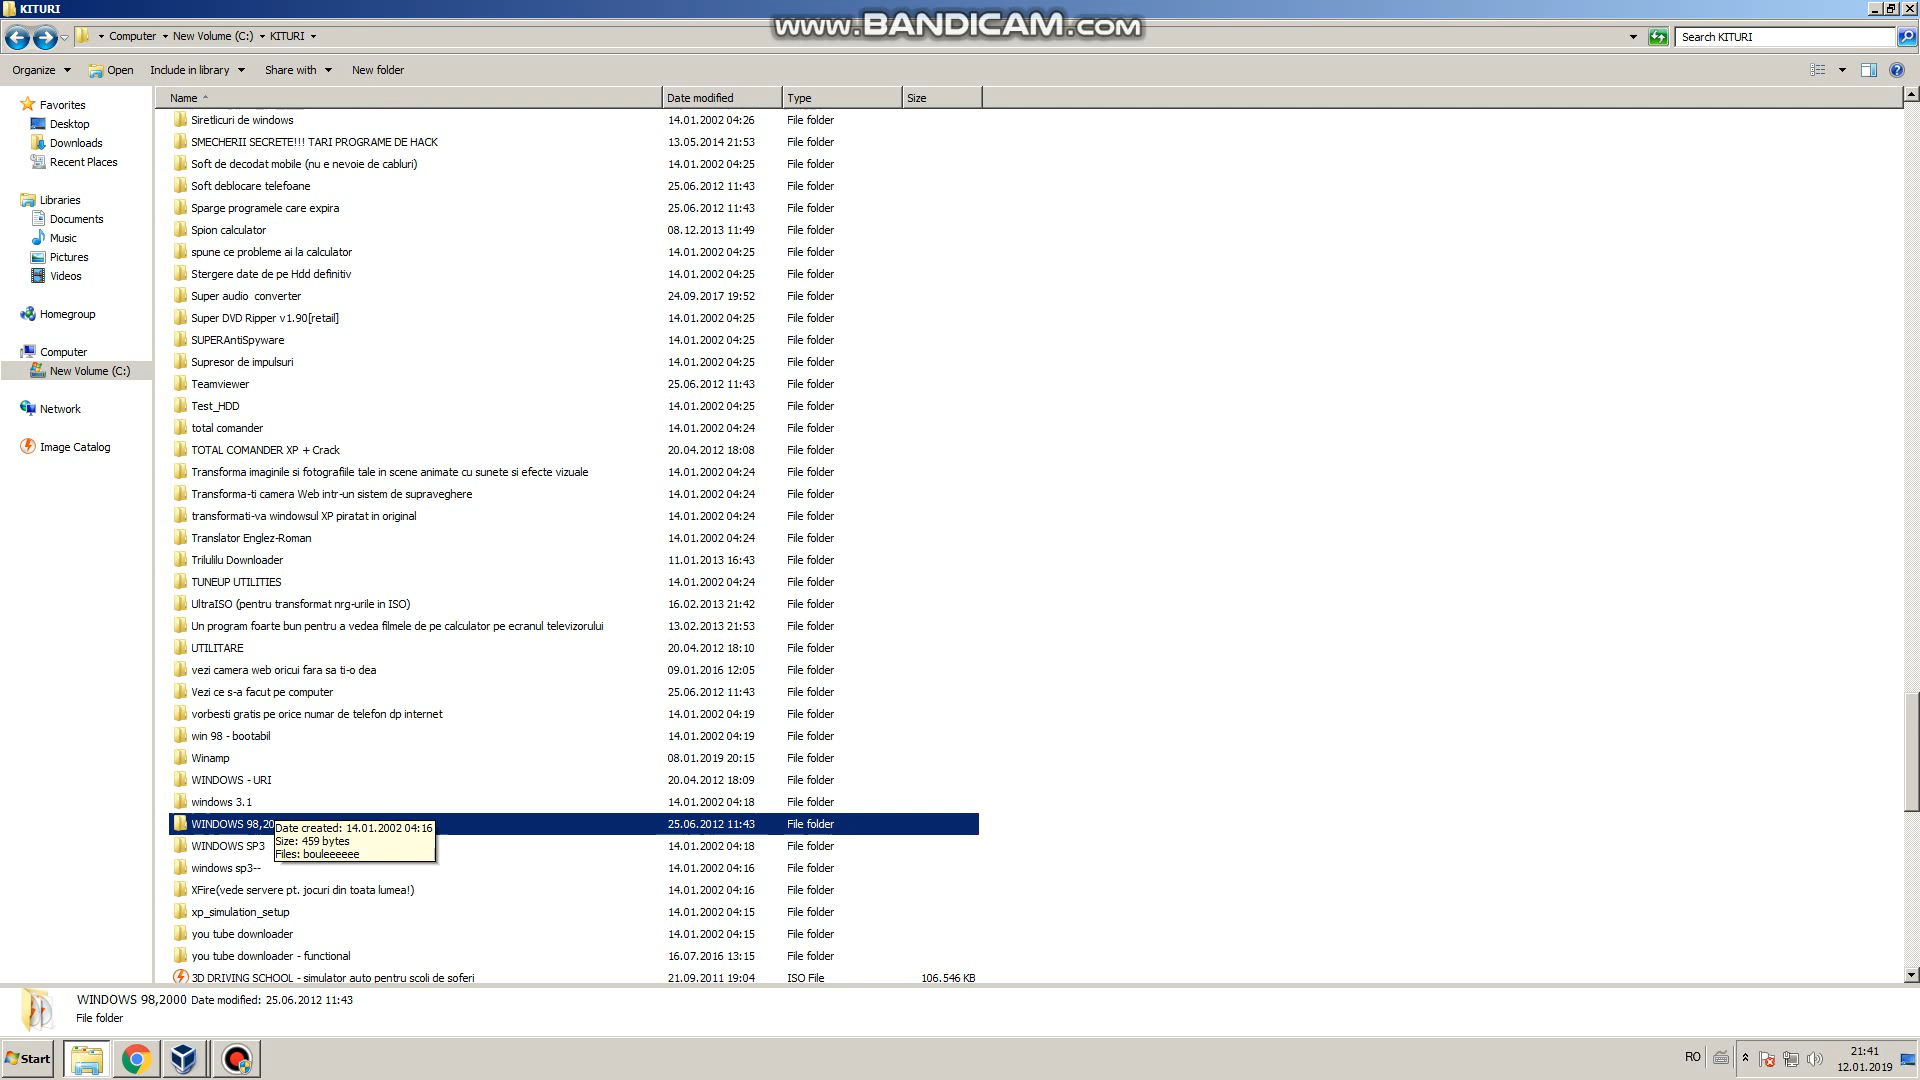 KITURI
www.BANDICAM.com
Computer New Volume (C:) KITURI
Search KITURI
Organize Open Include in library Share with New folder
Favorites
Desktop
Downloads
Recent Places
Libraries
Documents
Music
Pictures
Videos
Homegroup
Computer
New Volume (C:)
Network
Image Catalog
Name Date modified Type Size
Siretlicuri de windows 14.01.2002 04:26 File folder
SMECHERII SECRETE!!! TARI PROGRAME DE HACK 13.05.2014 21:53 File folder
Soft de decodat mobile (nu e nevoie de cabluri) 14.01.2002 04:25 File folder
Soft deblocare telefoane 25.06.2012 11:43 File folder
Sparge programele care expira 25.06.2012 11:43 File folder
Spion calculator 08.12.2013 11:49 File folder
spune ce probleme ai la calculator 14.01.2002 04:25 File folder
Stergere date de pe Hdd definitiv 14.01.2002 04:25 File folder
Super audio  converter 24.09.2017 19:52 File folder
Super DVD Ripper v1.90[retail] 14.01.2002 04:25 File folder
SUPERAntiSpyware 14.01.2002 04:25 File folder
Supresor de impulsuri 14.01.2002 04:25 File folder
Teamviewer 25.06.2012 11:43 File folder
Test_HDD 14.01.2002 04:25 File folder
total comander 14.01.2002 04:24 File folder
TOTAL COMANDER XP + Crack 20.04.2012 18:08 File folder
Transforma imaginile si fotografiile tale in scene animate cu sunete si efecte vizuale 14.01.2002 04:24 File folder
Transforma-ti camera Web intr-un sistem de supraveghere 14.01.2002 04:24 File folder
transformati-va windowsul XP piratat in original 14.01.2002 04:24 File folder
Translator Englez-Roman 14.01.2002 04:24 File folder
Trilulilu Downloader 11.01.2013 16:43 File folder
TUNEUP UTILITIES 14.01.2002 04:24 File folder
UltraISO (pentru transformat nrg-urile in ISO) 16.02.2013 21:42 File folder
Un program foarte bun pentru a vedea filmele de pe calculator pe ecranul televizorului 13.02.2013 21:53 File folder
UTILITARE 20.04.2012 18:10 File folder
vezi camera web oricui fara sa ti-o dea 09.01.2016 12:05 File folder
Vezi ce s-a facut pe computer 25.06.2012 11:43 File folder
vorbesti gratis pe orice numar de telefon dp internet 14.01.2002 04:19 File folder
win 98 - bootabil 14.01.2002 04:19 File folder
Winamp 08.01.2019 20:15 File folder
WINDOWS - URI 20.04.2012 18:09 File folder
windows 3.1 14.01.2002 04:18 File folder
WINDOWS 98,20 25.06.2012 11:43 File folder
Date created: 14.01.2002 04:16
Size: 459 bytes
Files: bouleeeeee
WINDOWS SP3 14.01.2002 04:18 File folder
windows sp3-- 14.01.2002 04:16 File folder
XFire(vede servere pt. jocuri din toata lumea!) 14.01.2002 04:16 File folder
xp_simulation_setup 14.01.2002 04:15 File folder
you tube downloader 14.01.2002 04:15 File folder
you tube downloader - functional 16.07.2016 13:15 File folder
3D DRIVING SCHOOL - simulator auto pentru scoli de soferi 21.09.2011 19:04 ISO File 106.546 KB
WINDOWS 98,2000 Date modified: 25.06.2012 11:43
File folder
Start
RO
21:41
12.01.2019